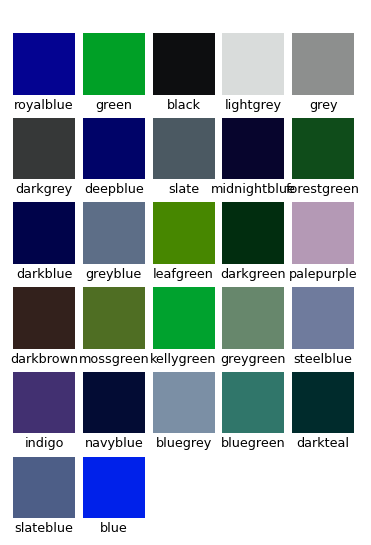 royalblue green black lightgrey grey
darkgrey deepblue slate midnightblue forestgreen
darkblue greyblue leafgreen darkgreen palepurple
darkbrown mossgreen kellygreen greygreen steelblue
indigo navyblue bluegrey bluegreen darkteal
slateblue blue